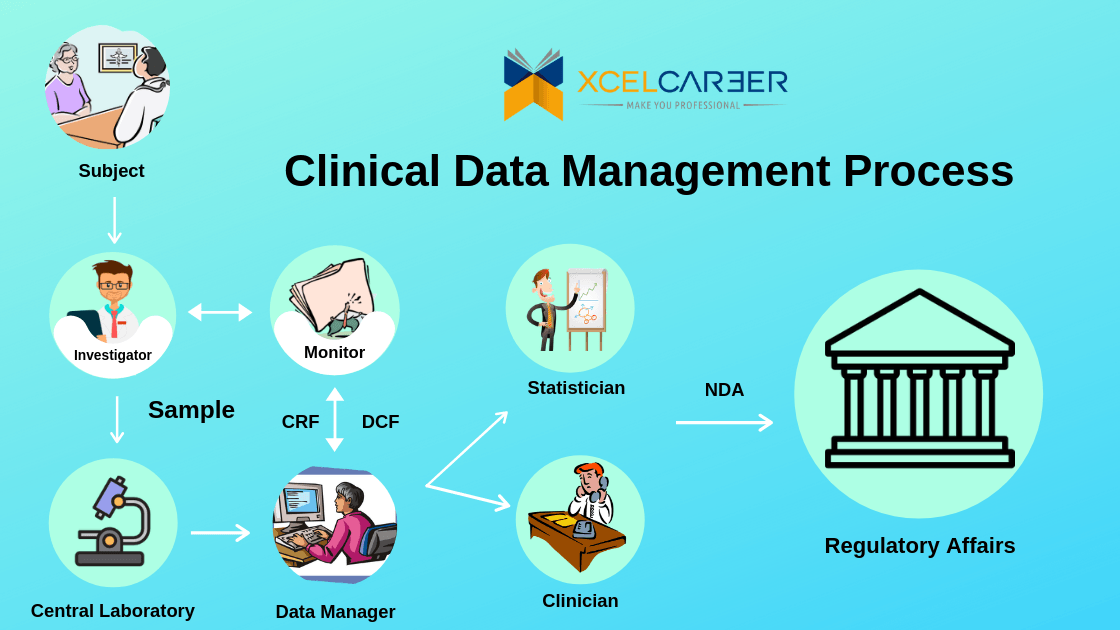 XCELCAREER
MAKE YOU PROFESSIONAL
Clinical Data Management Process
Subject
Investigator
Monitor
Sample
CRF
DCF
Statistician
NDA
Central Laboratory
Data Manager
Clinician
Regulatory Affairs